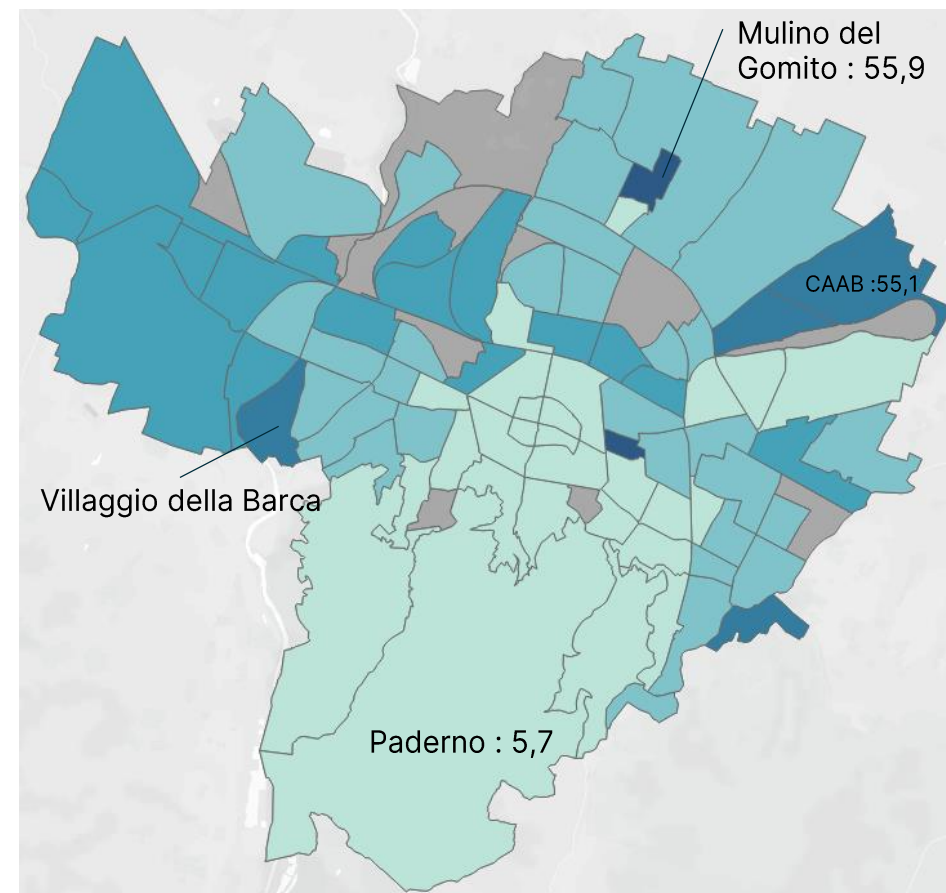 Mulino del
Gomito : 55,9
CAAB :55,1
Villaggio della Barca
Paderno : 5,7